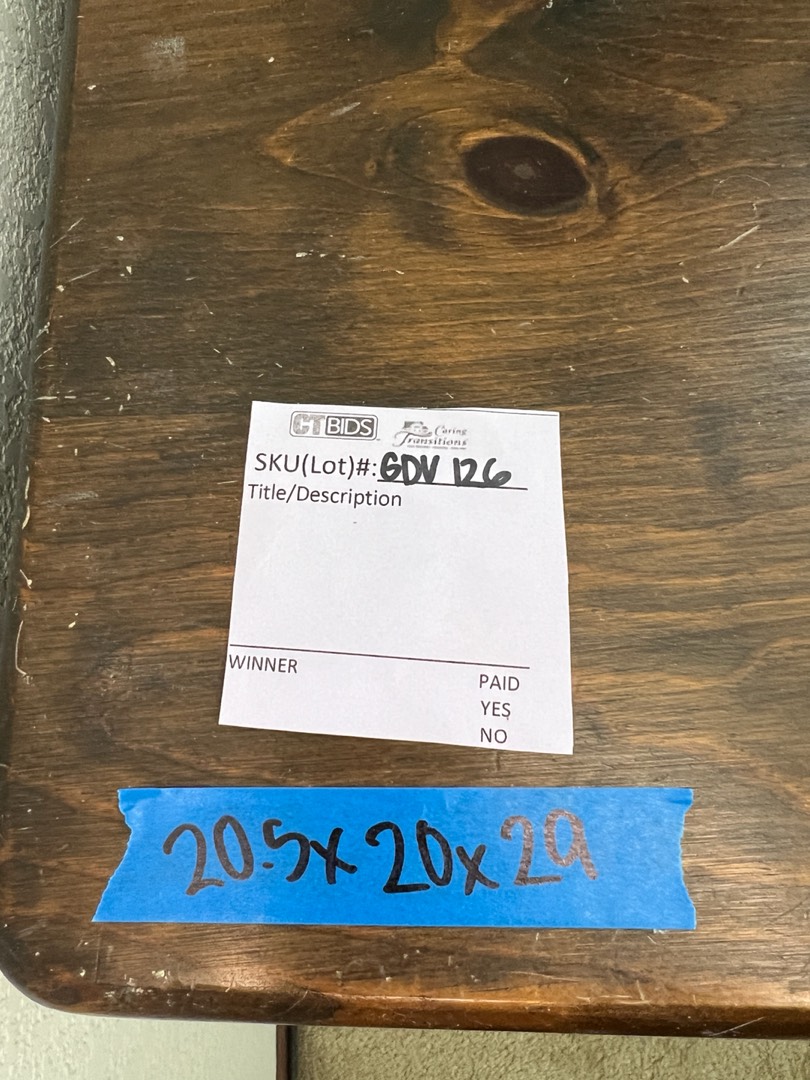 CTBIDS
Caring
Transitions
SKU(Lot)#: GDV 126
Title/Description
WINNER
PAID
YES
NO
20.5x20x29